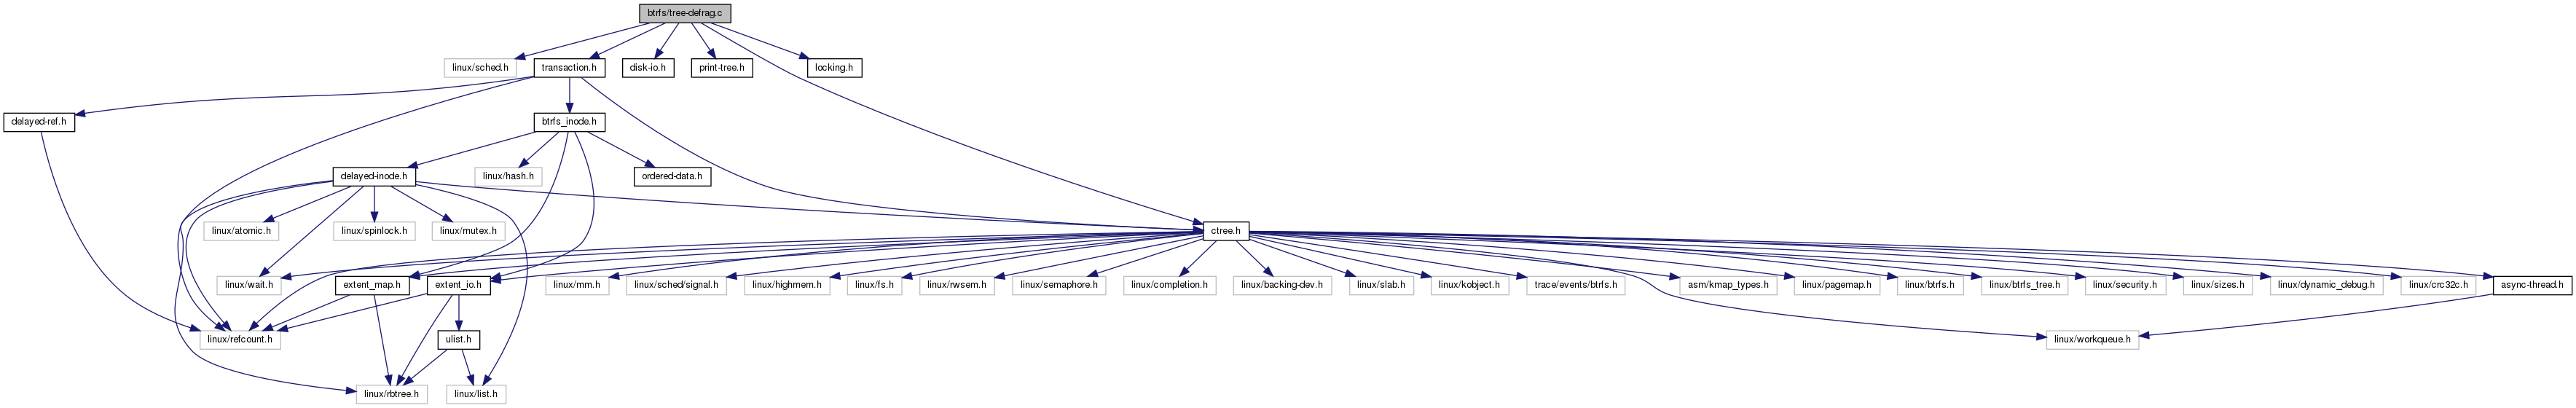 btrfs/tree-defrag.c
linux/sched.h
transaction.h
disk-io.h
print-tree.h
locking.h
delayed-ref.h
btrfs_inode.h
delayed-inode.h
linux/hash.h
ordered-data.h
linux/atomic.h
linux/spinlock.h
linux/mutex.h
ctree.h
linux/wait.h
extent_map.h
extent_io.h
linux/mm.h
linux/sched/signal.h
linux/highmem.h
linux/fs.h
linux/rwsem.h
linux/semaphore.h
linux/completion.h
linux/backing-dev.h
linux/slab.h
linux/kobject.h
trace/events/btrfs.h
asm/kmap_types.h
linux/pagemap.h
linux/btrfs.h
linux/btrfs_tree.h
linux/security.h
linux/sizes.h
linux/dynamic_debug.h
linux/crc32c.h
async-thread.h
linux/refcount.h
ulist.h
linux/workqueue.h
linux/rbtree.h
linux/list.h